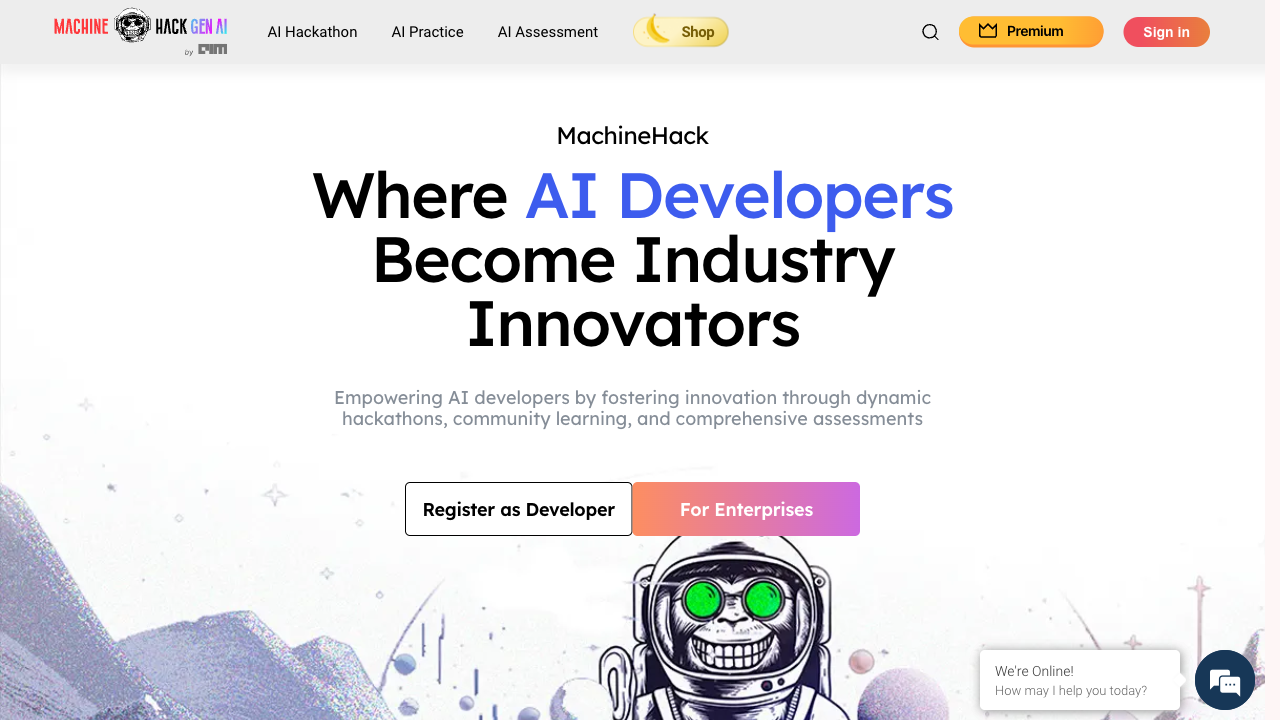 MACHINE HACK GEN AI
by AIM
AI Hackathon
AI Practice
AI Assessment
Shop
Premium
Sign in
MachineHack
Where AI Developers
Become Industry
Innovators
Empowering AI developers by fostering innovation through dynamic
hackathons, community learning, and comprehensive assessments
Register as Developer
For Enterprises
We're Online!
How may I help you today?